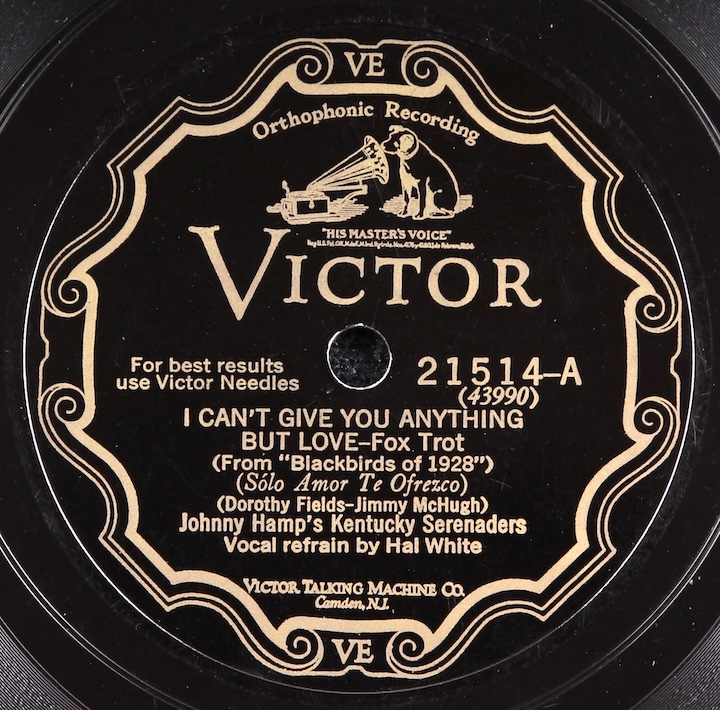 VE
Orthophonic Recording
"HIS MASTER'S VOICE"
VICTOR
For best results
use Victor Needles
21514-A
(43990)
I CAN'T GIVE YOU ANYTHING
BUT LOVE-Fox Trot
(From "Blackbirds of 1928")
(Sólo Amor Te Ofrezco)
(Dorothy Fields-Jimmy McHugh)
Johnny Hamp's Kentucky Serenaders
Vocal refrain by Hal White
VICTOR TALKING MACHINE CO.
Camden, N.J.
VE